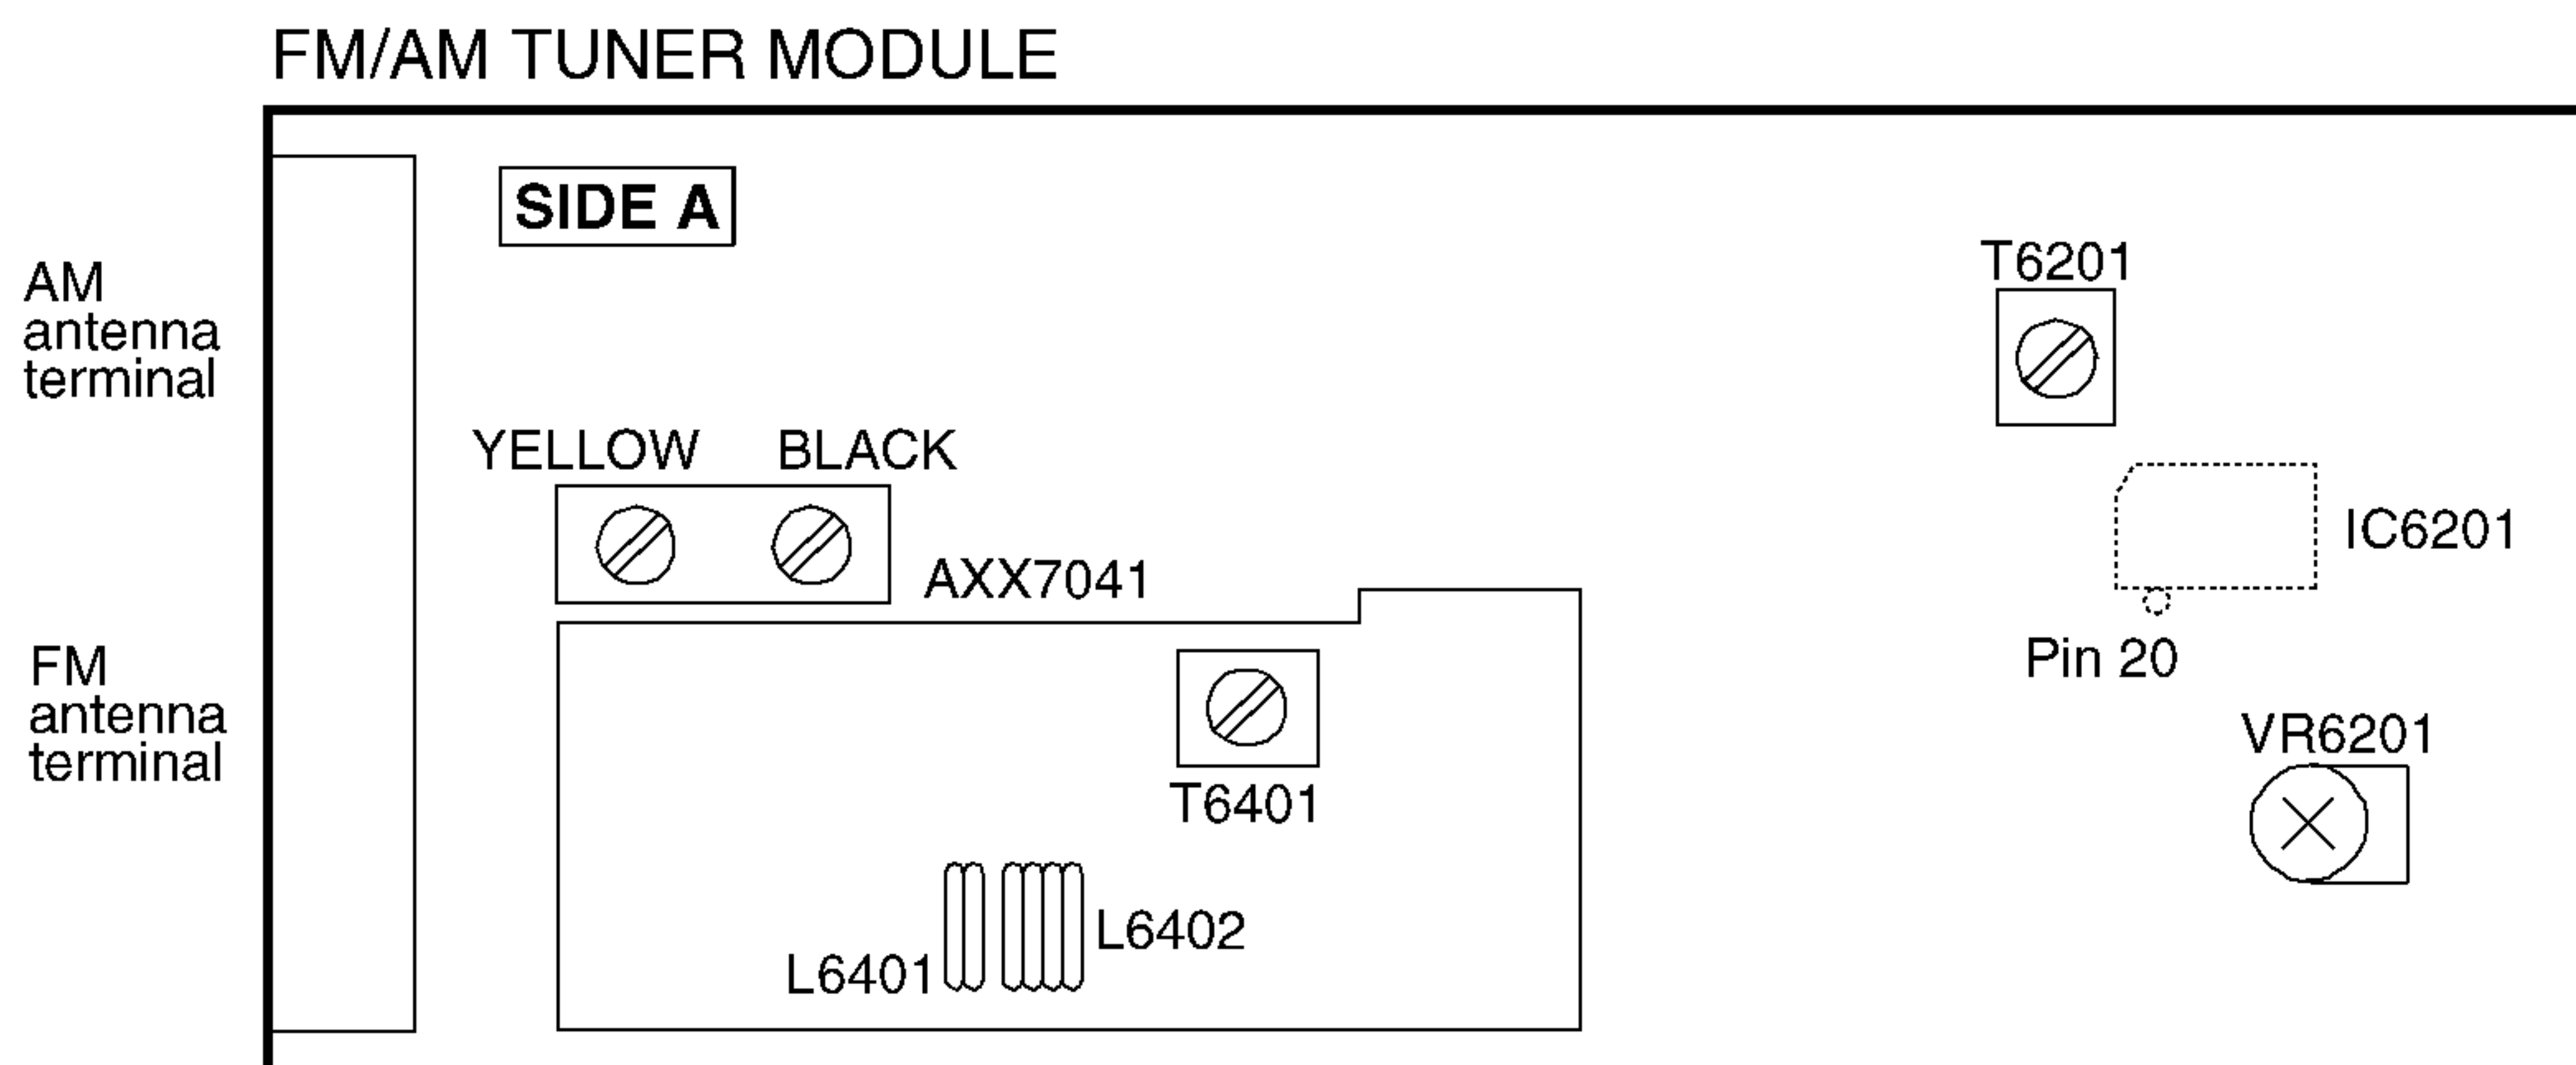 FM/AM TUNER MODULE
SIDE A
AM
antenna
terminal
T6201
YELLOW BLACK
IC6201
AXX7041
FM
antenna
terminal
Pin 20
VR6201
T6401
L6402
L6401